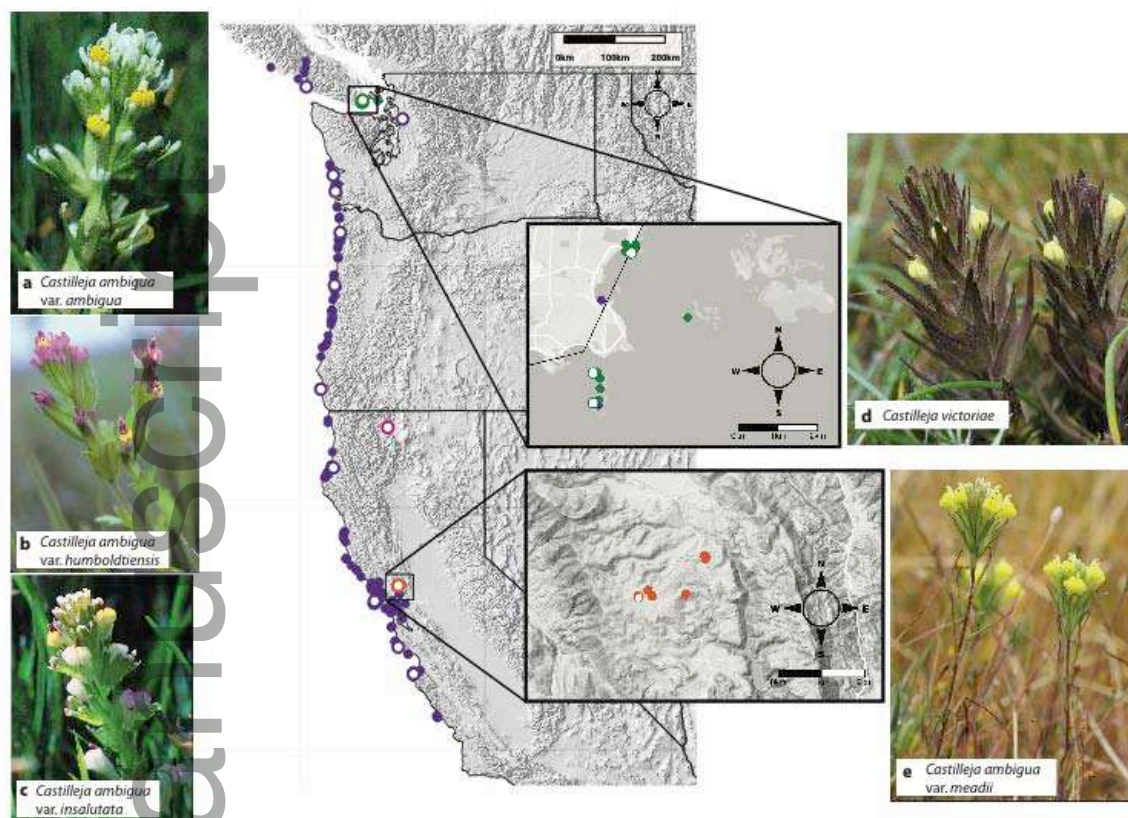 0km 100km 200km
N
W E
S
a Castilleja ambigua
var. ambigua
b Castilleja ambigua
var. humboldtiensis
c Castilleja ambigua
var. insalutata
N
W E
S
d Castilleja victoriae
N
W E
S
e Castilleja ambigua
var. meadii